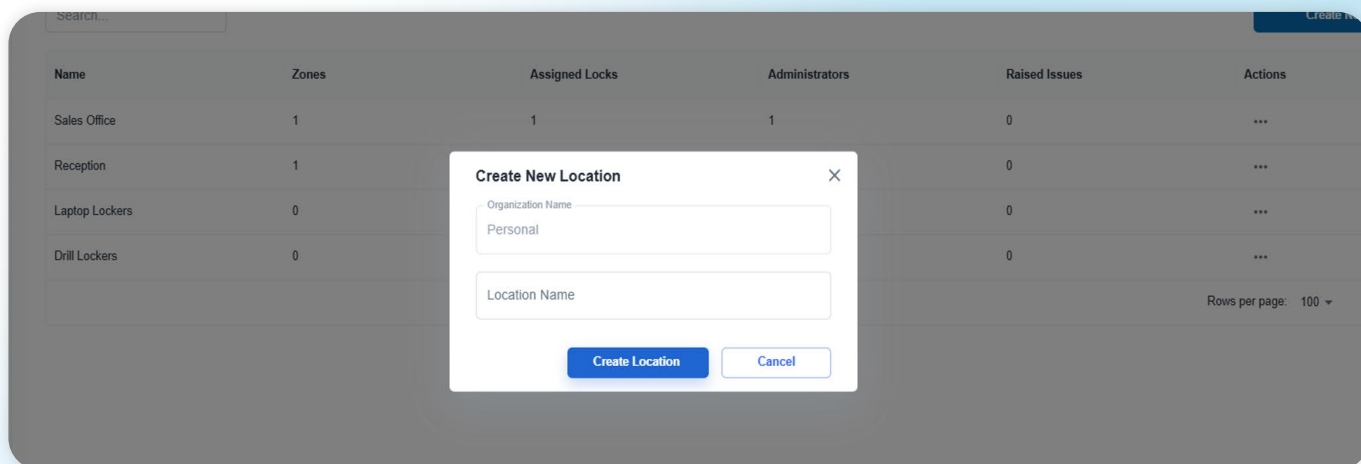 Search...
Create
Name Zones Assigned Locks Administrators Raised Issues Actions
Sales Office 1 1 1 0 •••
Reception 1 0 •••
Laptop Lockers 0 0 •••
Drill Lockers 0 0 •••
Rows per page: 100
Create New Location
Organization Name
Personal
Location Name
Create Location Cancel